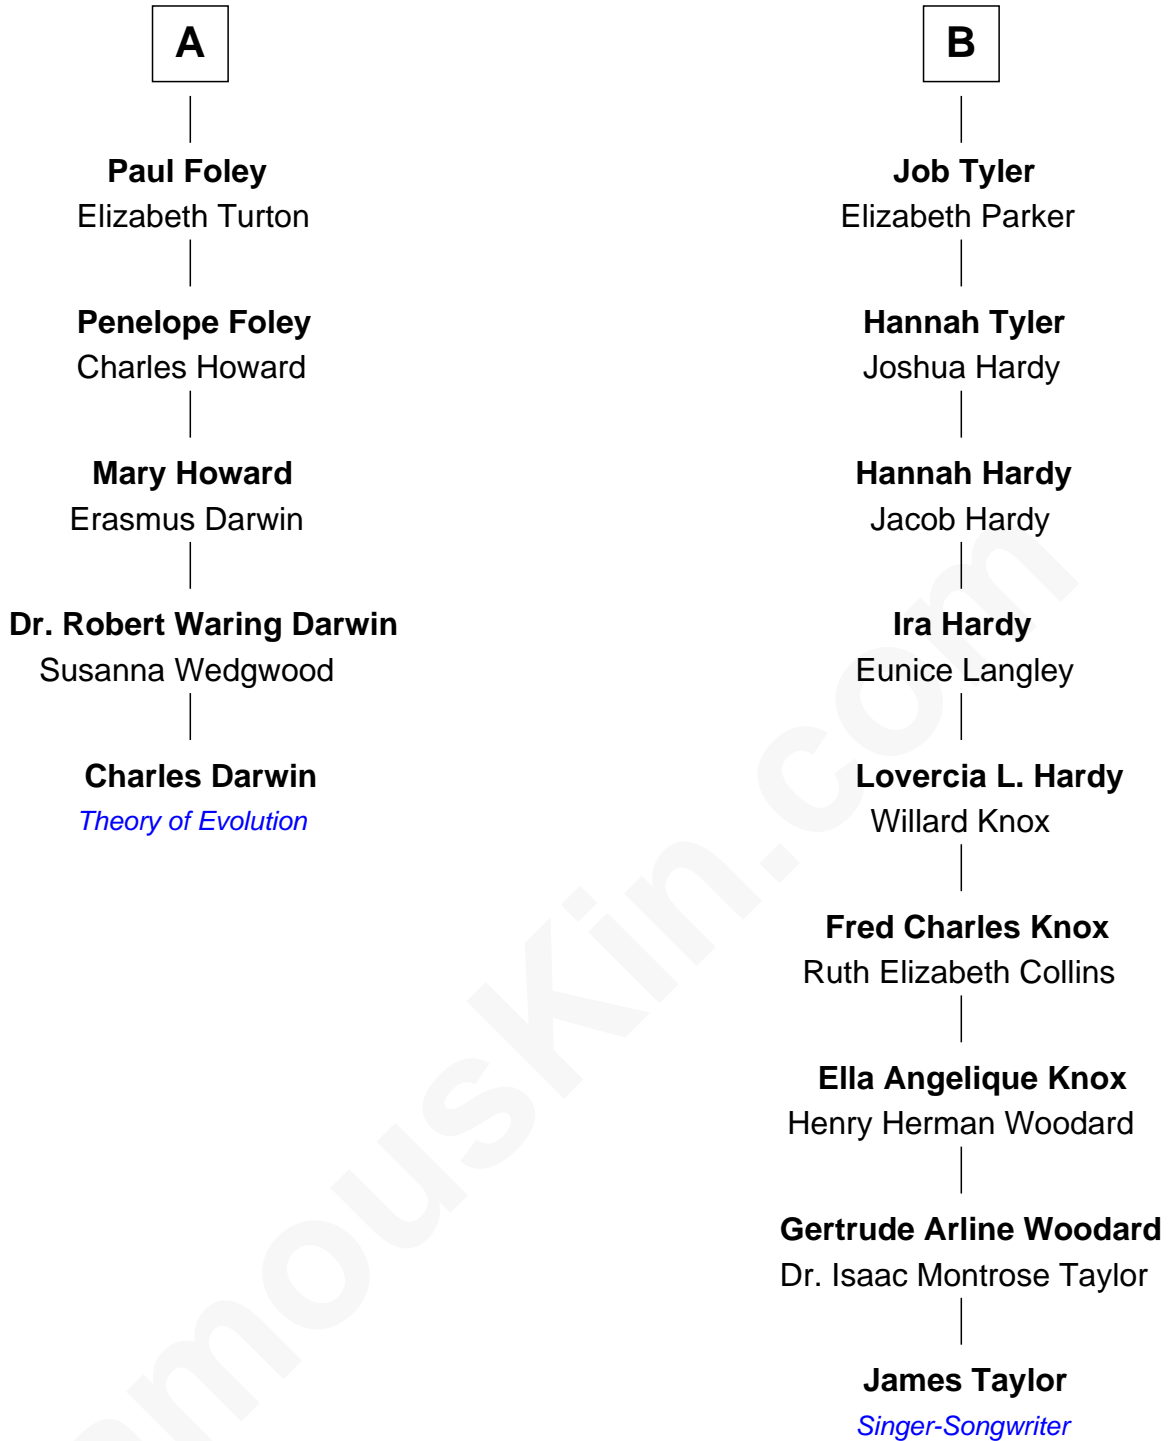 A
Paul Foley
Elizabeth Turton
Penelope Foley
Charles Howard
Mary Howard
Erasmus Darwin
Dr. Robert Waring Darwin
Susanna Wedgwood
Charles Darwin
Theory of Evolution
B
Job Tyler
Elizabeth Parker
Hannah Tyler
Joshua Hardy
Hannah Hardy
Jacob Hardy
Ira Hardy
Eunice Langley
Lovercia L. Hardy
Willard Knox
Fred Charles Knox
Ruth Elizabeth Collins
Ella Angelique Knox
Henry Herman Woodard
Gertrude Arline Woodard
Dr. Isaac Montrose Taylor
James Taylor
Singer-Songwriter
amouskin.com